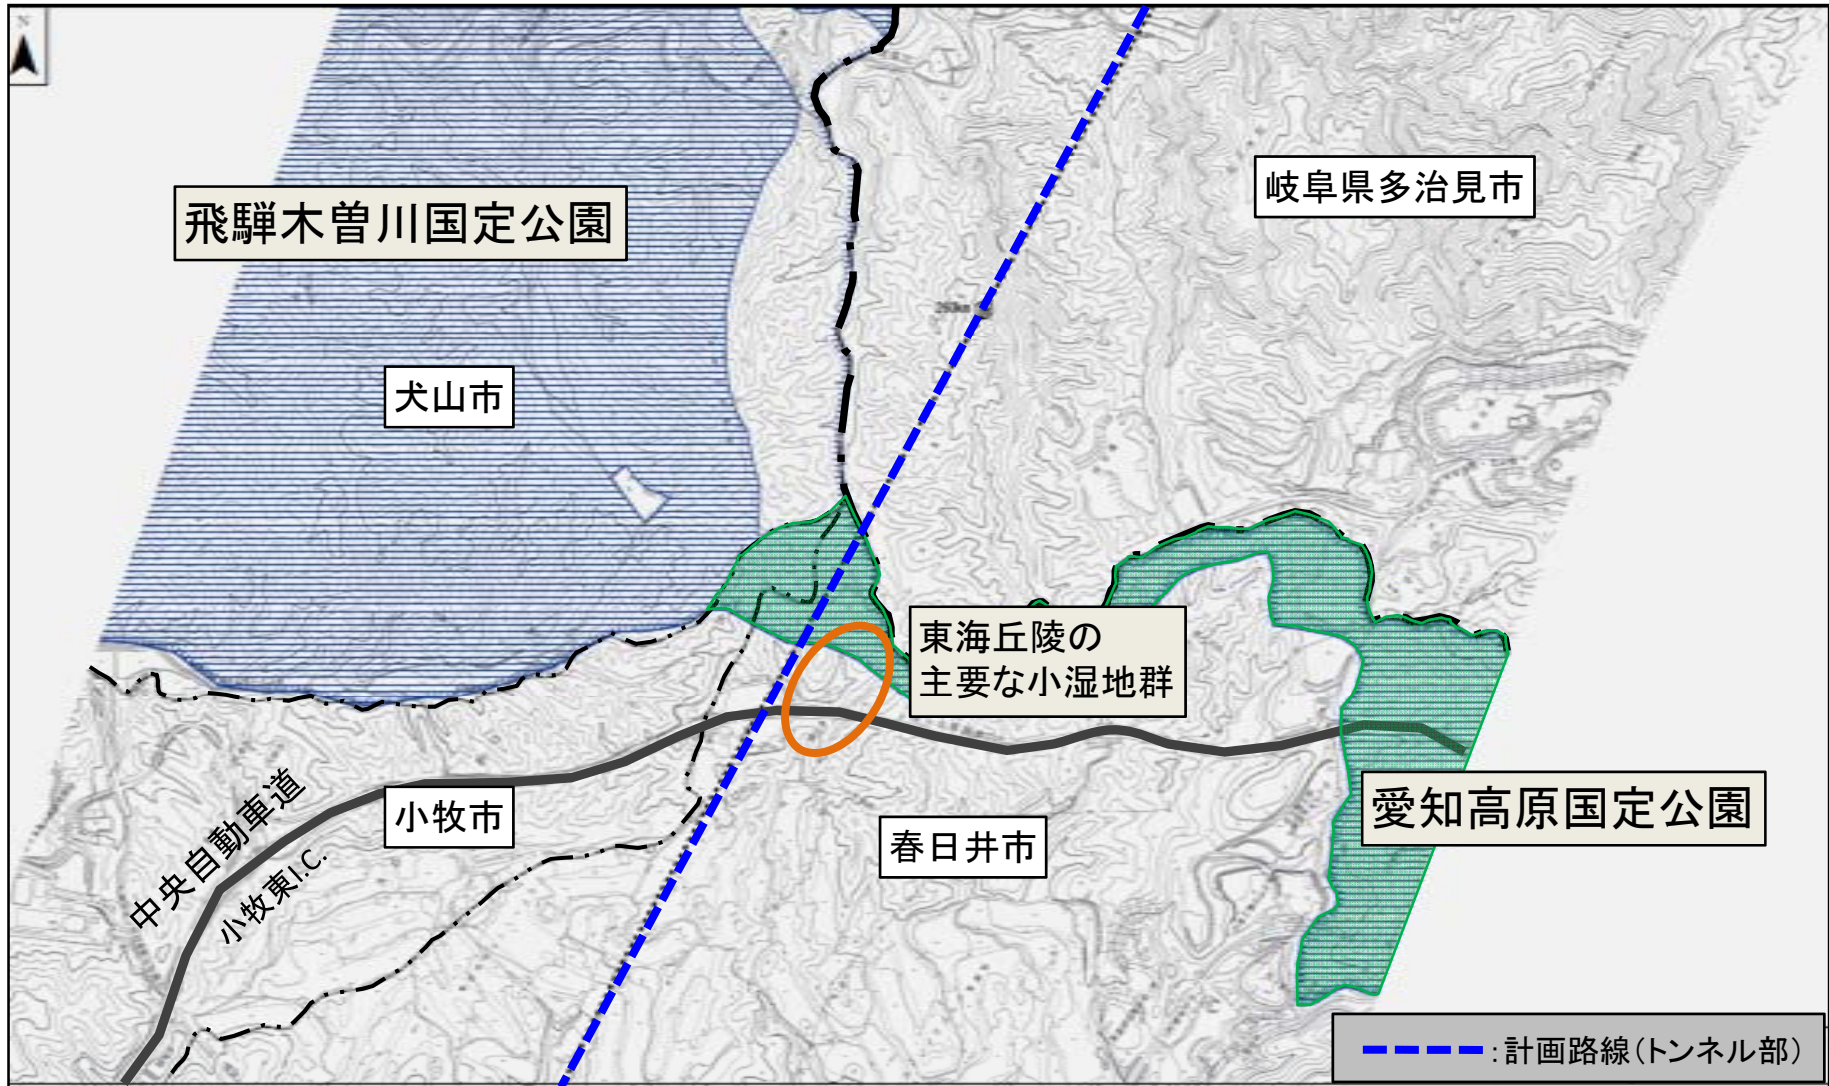 N
岐阜県多治見市
飛騨木曽川国定公園
犬山市
東海丘陵の
主要な小湿地群
愛知高原国定公園
小牧市
春日井市
中央自動車道
小牧東I.C.
:計画路線(トンネル部)